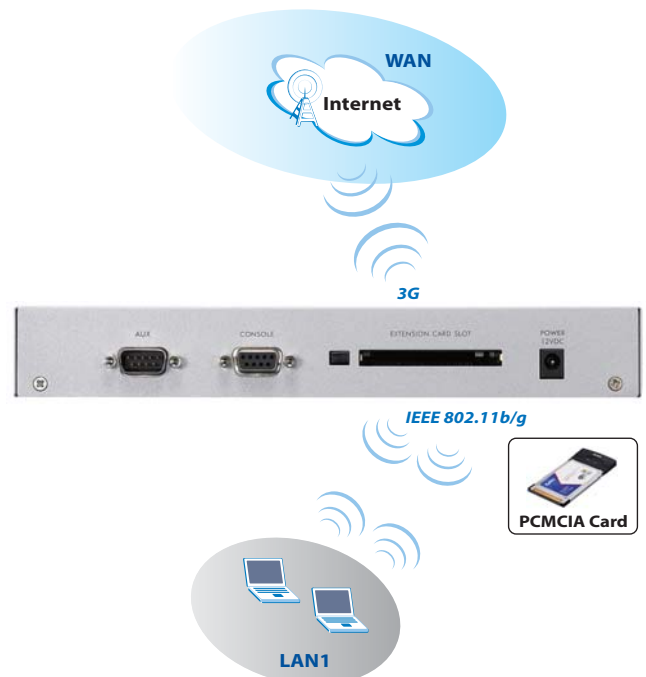 WAN
Internet
3G
AUX
CONSOLE
EXTENSION CARD SLOT
POWER
12VDC
IEEE 802.11b/g
PCMCIA Card
LAN1